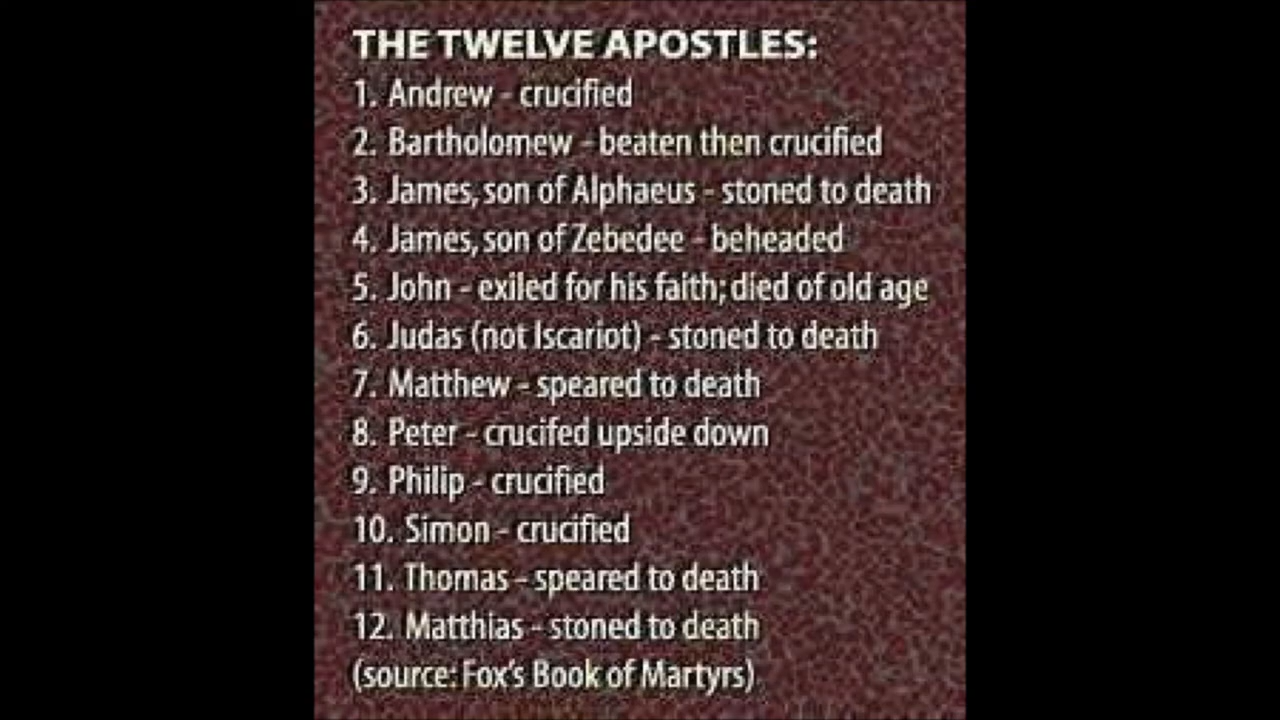 THE TWELVE APOSTLES:
1. Andrew - crucified
2. Bartholomew - beaten then crucified
3. James, son of Alphaeus - stoned to death
4. James, son of Zebedee - beheaded
5. John - exiled for his faith; died of old age
6. Judas (not Iscariot) - stoned to death
7. Matthew - speared to death
8. Peter - crucifed upside down
9. Philip - crucified
10. Simon - crucified
11. Thomas - speared to death
12. Matthias - stoned to death
(source: Fox's Book of Martyrs)